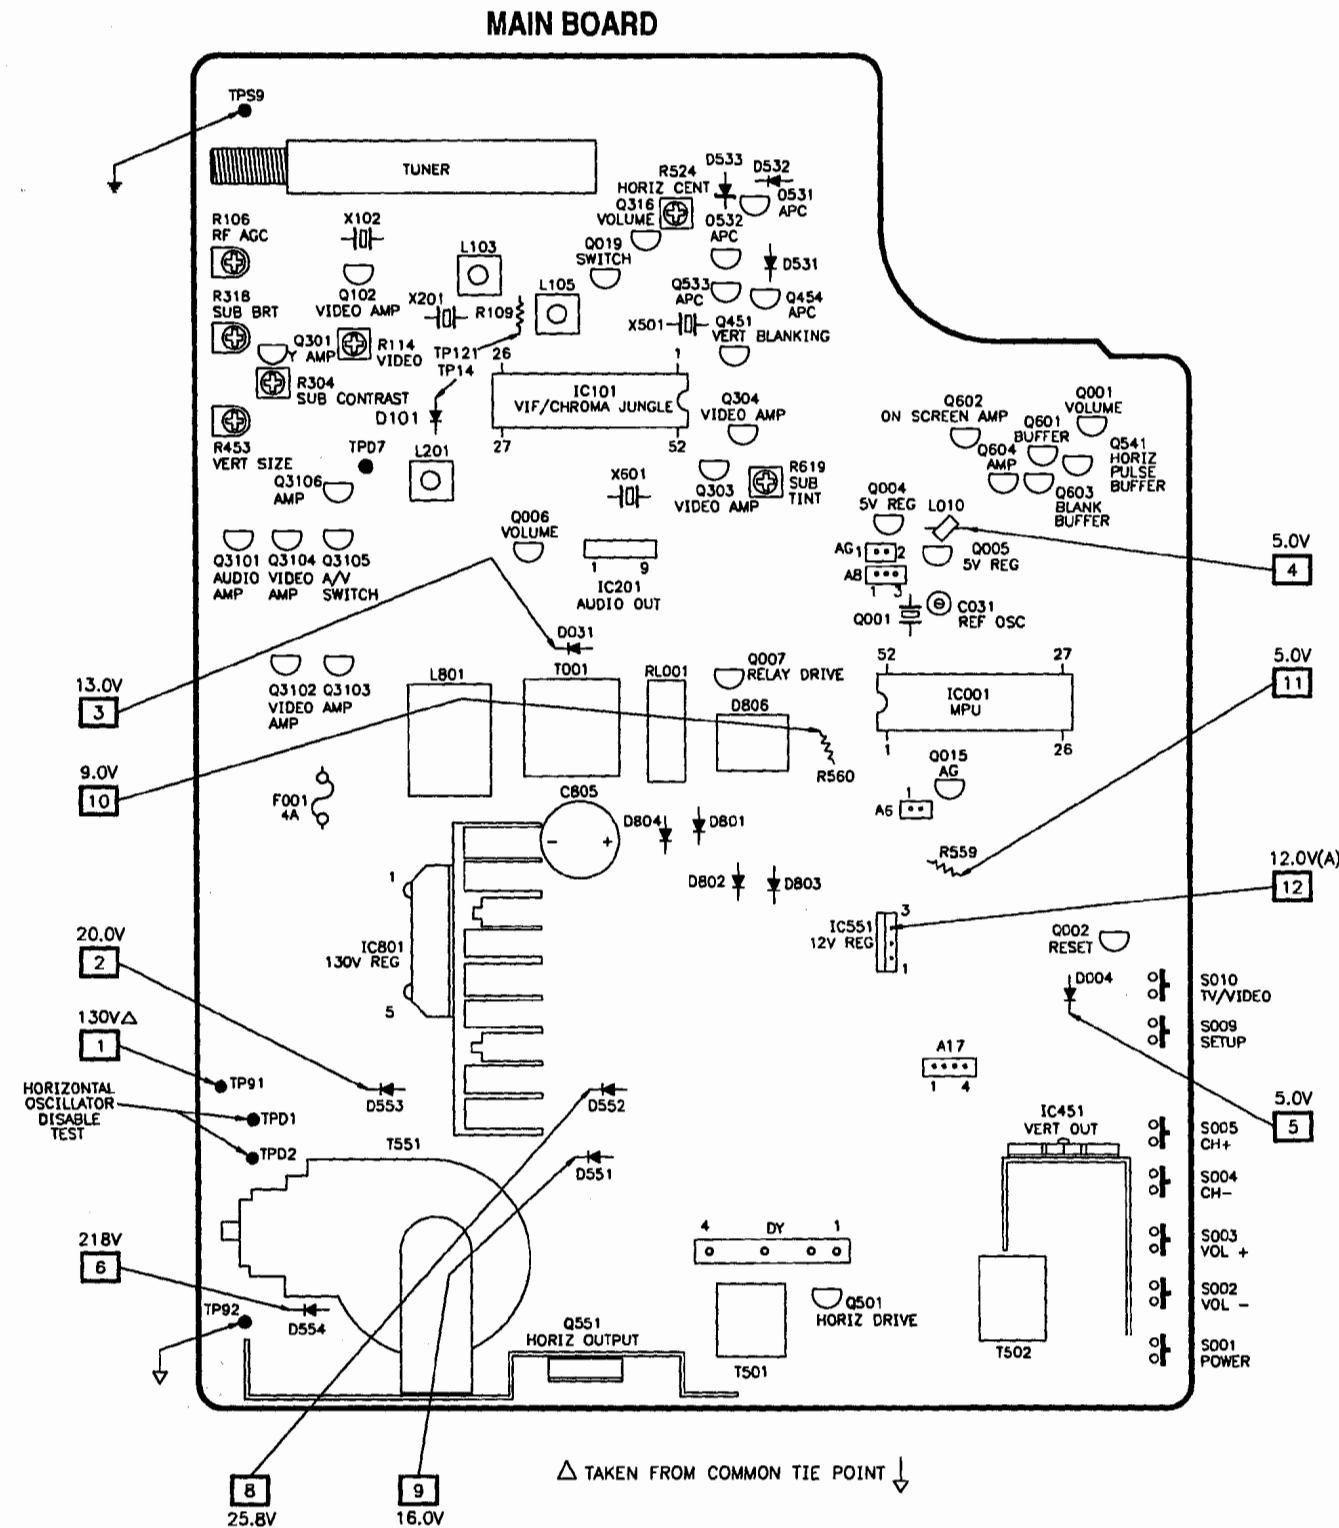 MAIN BOARD
TPS9
TUNER
D533
D532
R524
HORIZ CENT
Q316
VOLUME
O531
APC
O532
APC
R106
RF AGC
X102
L103
Q019
SWITCH
D531
Q102
VIDEO AMP
L105
Q533
APC
Q454
APC
R318
SUB BRT
X201
R109
X501
Q451
VERT BLANKING
Q301
Y AMP
R114
VIDEO
TP121
TP14
26
1
R304
SUB CONTRAST
D101
IC101
VIF/CHROMA JUNGLE
27
52
Q304
VIDEO AMP
Q602
ON SCREEN AMP
Q001
VOLUME
Q601
BUFFER
Q541
HORIZ
PULSE
BUFFER
Q604
AMP
Q603
BLANK
BUFFER
R453
VERT SIZE
TPD7
L201
Q3106
AMP
X601
Q303
VIDEO AMP
R619
SUB
TINT
Q004
5V REG
L010
Q006
VOLUME
AG
1
2
Q005
5V REG
A8
1
3
5.0V
4
Q3101
AUDIO
AMP
Q3104
VIDEO
AMP
Q3105
A/V
SWITCH
1
9
IC201
AUDIO OUT
Q001
C031
REF OSC
D031
Q3102
VIDEO
AMP
Q3103
AMP
L801
T001
RL001
Q007
RELAY DRIVE
52
27
IC001
MPU
1
26
5.0V
11
13.0V
3
D806
9.0V
10
R560
Q015
AG
F001
4A
C805
-
+
D804
D801
A6
1
R559
12.0V(A)
12
D802
D803
1
IC801
130V REG
5
IC551
12V REG
3
1
Q002
RESET
20.0V
2
D004
S010
TV/VIDEO
S009
SETUP
130V△
1
A17
1
4
TP91
D553
D552
HORIZONTAL
OSCILLATOR
DISABLE
TEST
TPD1
TPD2
T551
D551
IC451
VERT OUT
5.0V
5
S005
CH+
S004
CH-
S003
VOL +
S002
VOL -
S001
POWER
4
DY
1
218V
6
TP92
D554
Q551
HORIZ OUTPUT
Q501
HORIZ DRIVE
T501
T502
8
25.8V
9
16.0V
△ TAKEN FROM COMMON TIE POINT